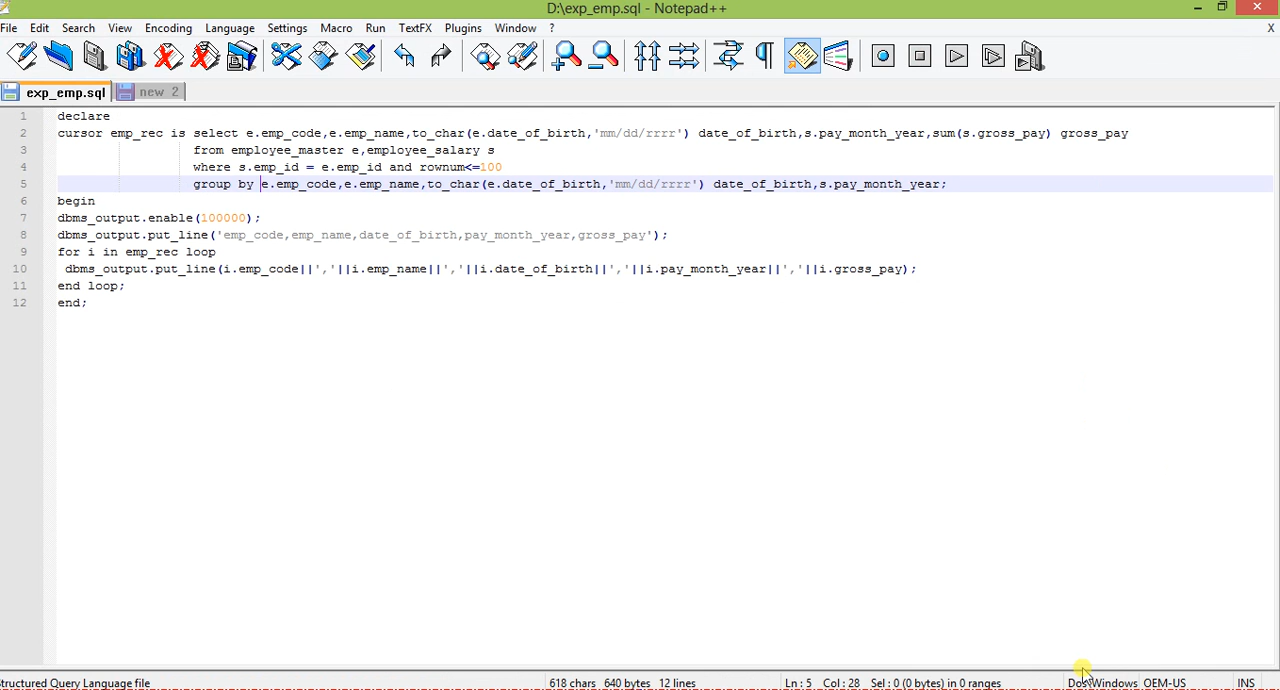 D:\exp_emp.sql - Notepad++
File Edit Search View Encoding Language Settings Macro Run TextFX Plugins Window ? X
exp_emp.sql new 2
1 declare
2 cursor emp_rec is select e.emp_code,e.emp_name,to_char(e.date_of_birth,'mm/dd/rrrr') date_of_birth,s.pay_month_year,sum(s.gross_pay) gross_pay
3 from employee_master e,employee_salary s
4 where s.emp_id = e.emp_id and rownum<=100
5 group by e.emp_code,e.emp_name,to_char(e.date_of_birth,'mm/dd/rrrr') date_of_birth,s.pay_month_year;
6 begin
7 dbms_output.enable(100000);
8 dbms_output.put_line('emp_code,emp_name,date_of_birth,pay_month_year,gross_pay');
9 for i in emp_rec loop
10 dbms_output.put_line(i.emp_code||','||i.emp_name||','||i.date_of_birth||','||i.pay_month_year||','||i.gross_pay);
11 end loop;
12 end;
Structured Query Language file 618 chars 640 bytes 12 lines Ln : 5 Col : 28 Sel : 0 (0 bytes) in 0 ranges Dos\Windows OEM-US INS